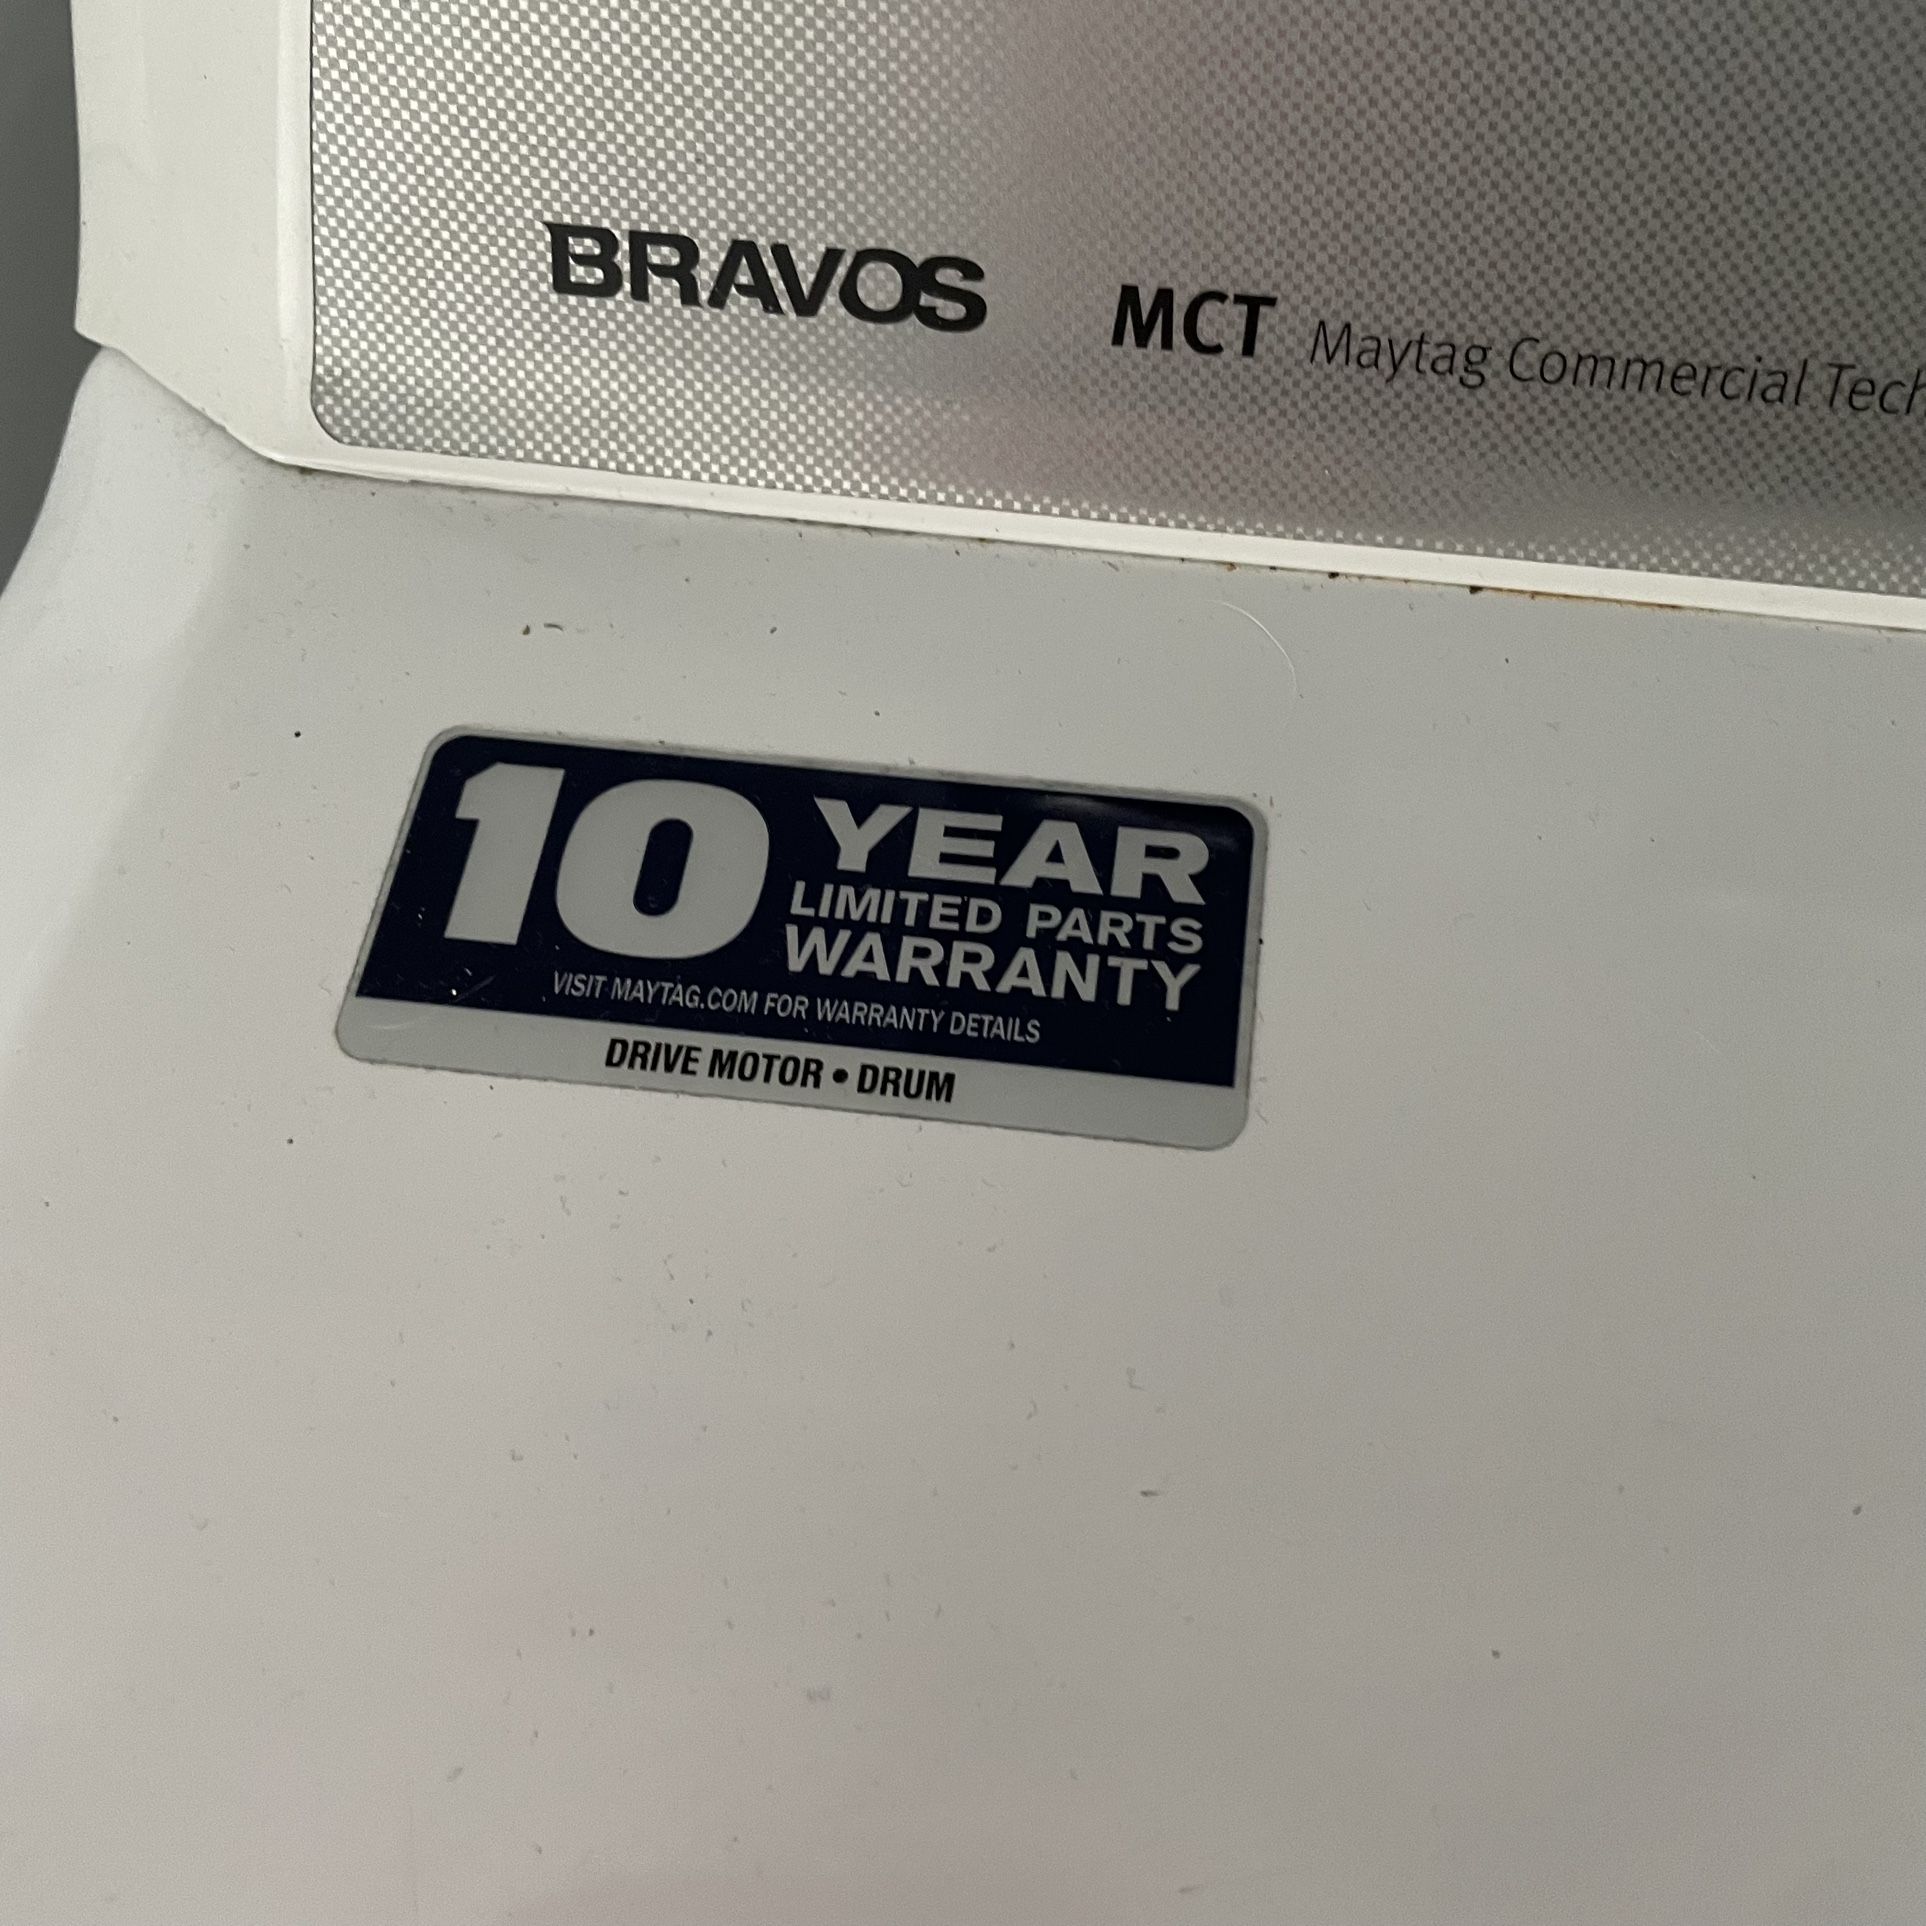 BRAVOS
MCT Maytag Commercial Tech
10 YEAR
LIMITED PARTS
WARRANTY
VISIT MAYTAG.COM FOR WARRANTY DETAILS
DRIVE MOTOR • DRUM